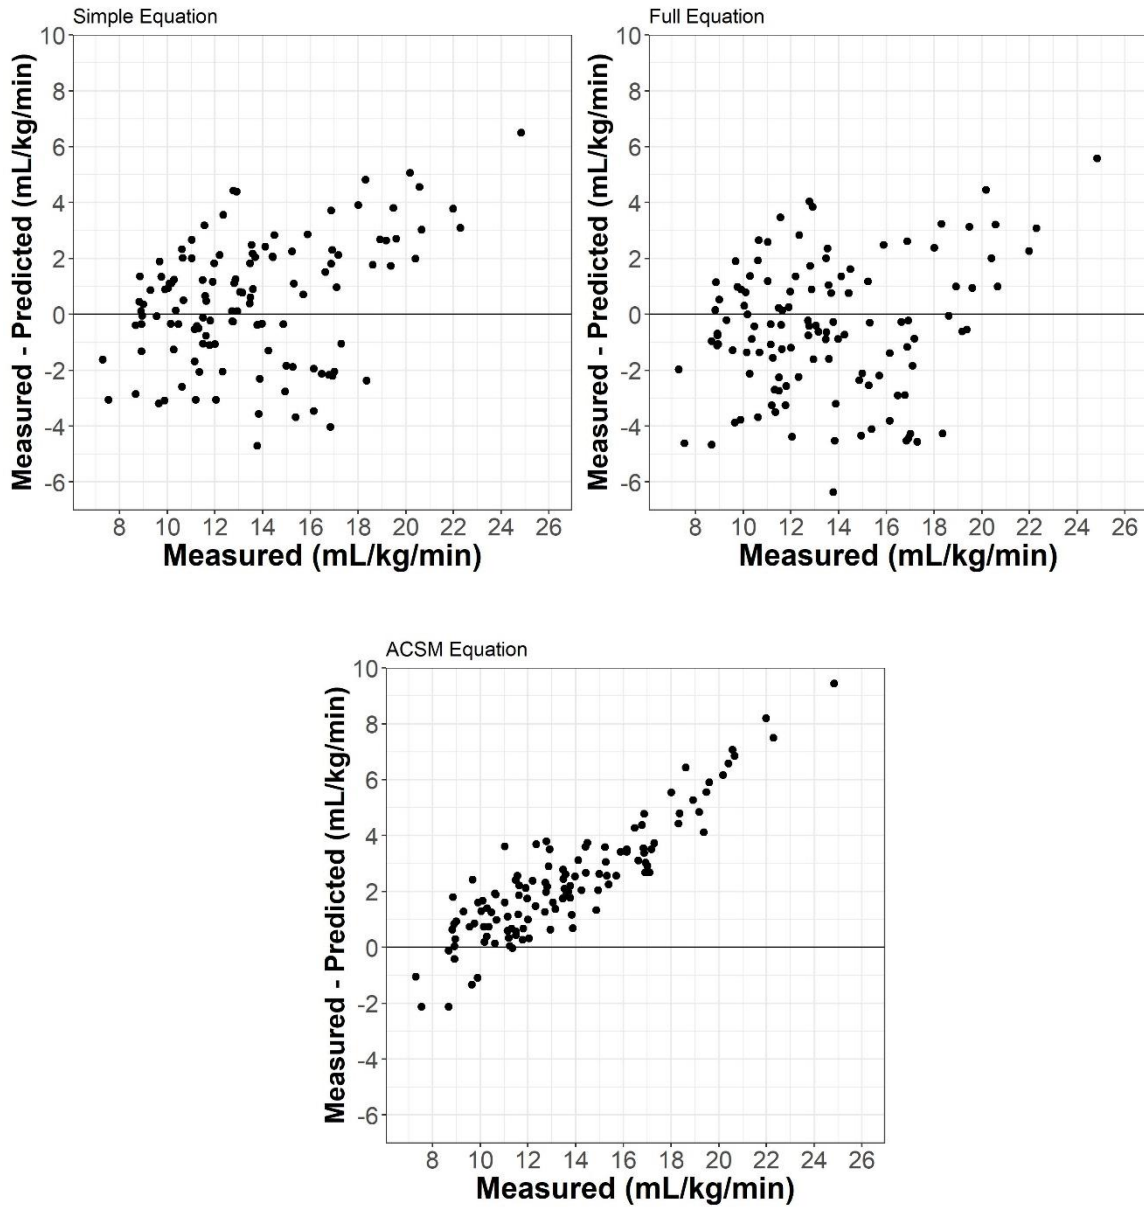 Simple Equation
Measured - Predicted (mL/kg/min)
10
8
6
4
2
0
-2
-4
-6
8 10 12 14 16 18 20 22 24 26
Measured (mL/kg/min)
Full Equation
Measured - Predicted (mL/kg/min)
10
8
6
4
2
0
-2
-4
-6
8 10 12 14 16 18 20 22 24 26
Measured (mL/kg/min)
ACSM Equation
Measured - Predicted (mL/kg/min)
10
8
6
4
2
0
-2
-4
-6
8 10 12 14 16 18 20 22 24 26
Measured (mL/kg/min)